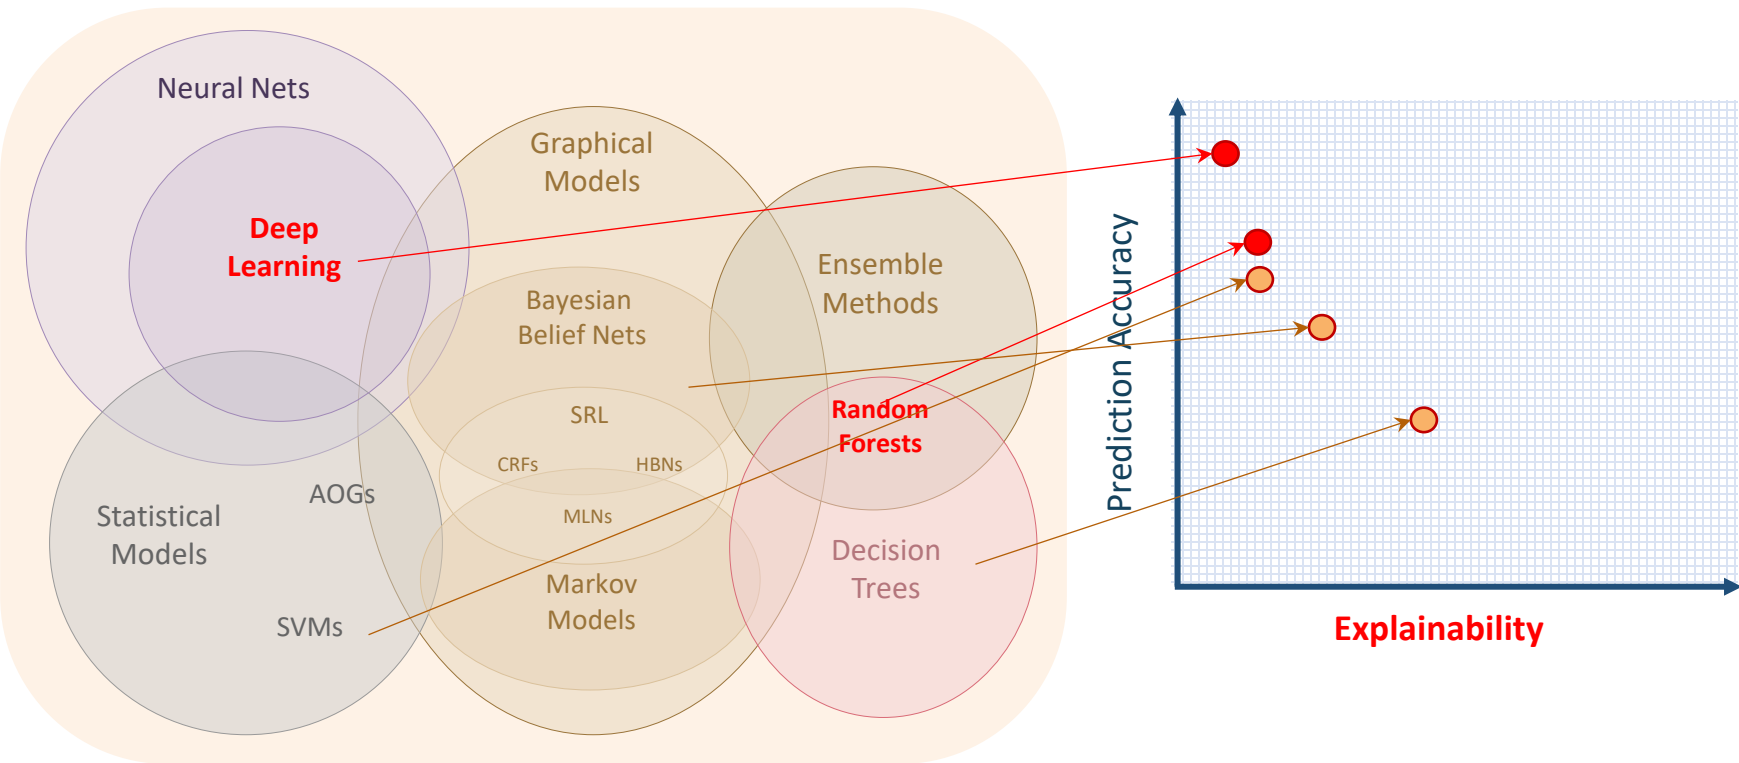 Neural Nets
Deep
Learning
Graphical
Models
Ensemble
Methods
Bayesian
Belief Nets
SRL
CRFs
HBNs
MLNs
Markov
Models
Random
Forests
Decision
Trees
Statistical
Models
AOGs
SVMs
Prediction Accuracy
Explainability